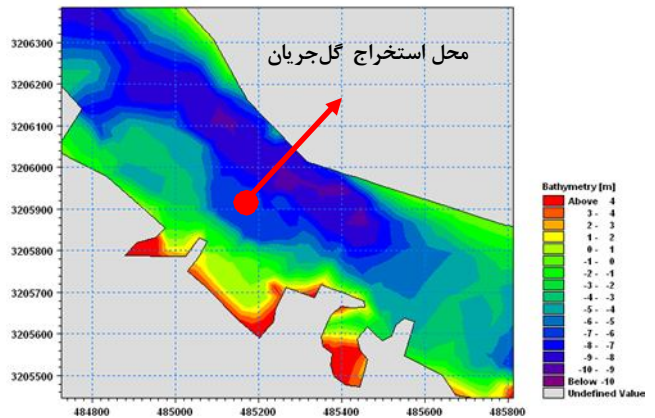 محل استخراج گل‌جریان
3206300
3206200
3206100
3206000
3205900
3205800
3205700
3205600
3205500
484800 485000 485200 485400 485600 485800
Bathymetry [m]
Above 4
3 - 4
2 - 3
1 - 2
0 - 1
-1 - 0
-2 - -1
-3 - -2
-4 - -3
-5 - -4
-6 - -5
-7 - -6
-8 - -7
-9 - -8
-10 - -9
Below -10
Undefined Value